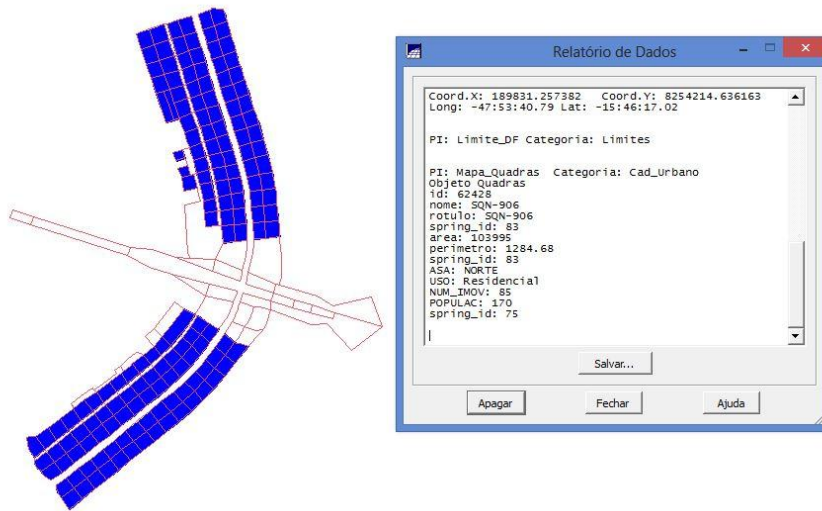 Relatório de Dados
Coord.X: 189831.257382 Coord.Y: 8254214.636163
Long: -47:53:40.79 Lat: -15:46:17.02
PI: Limite_DF Categoria: Limites
PI: Mapa_Quadras Categoria: Cad_Urbano
Objeto Quadras
id: 62428
nome: SQN-906
rotulo: SQN-906
spring_id: 83
area: 103995
perimetro: 1284.68
spring_id: 83
ASA: NORTE
USO: Residencial
NUM_IMOV: 85
POPULAC: 170
spring_id: 75
Salvar...
Apagar
Fechar
Ajuda